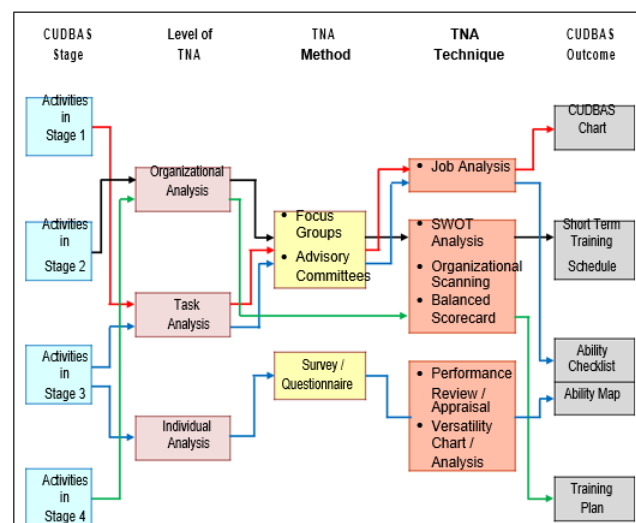 CUDBAS
Stage
Level of
TNA
TNA
Method
TNA
Technique
CUDBAS
Outcome
Activities
in
Stage 1
Activities
in
Stage 2
Activities
in
Stage 3
Activities
in
Stage 4
Organizational
Analysis
Task
Analysis
Individual
Analysis
• Focus
Groups
• Advisory
Committees
Survey /
Questionnaire
• Job Analysis
• SWOT
Analysis
• Organizational
Scanning
• Balanced
Scorecard
• Performance
Review /
Appraisal
• Versatility
Chart /
Analysis
CUDBAS
Chart
Short Term
Training
Schedule
Ability
Checklist
Ability Map
Training
Plan